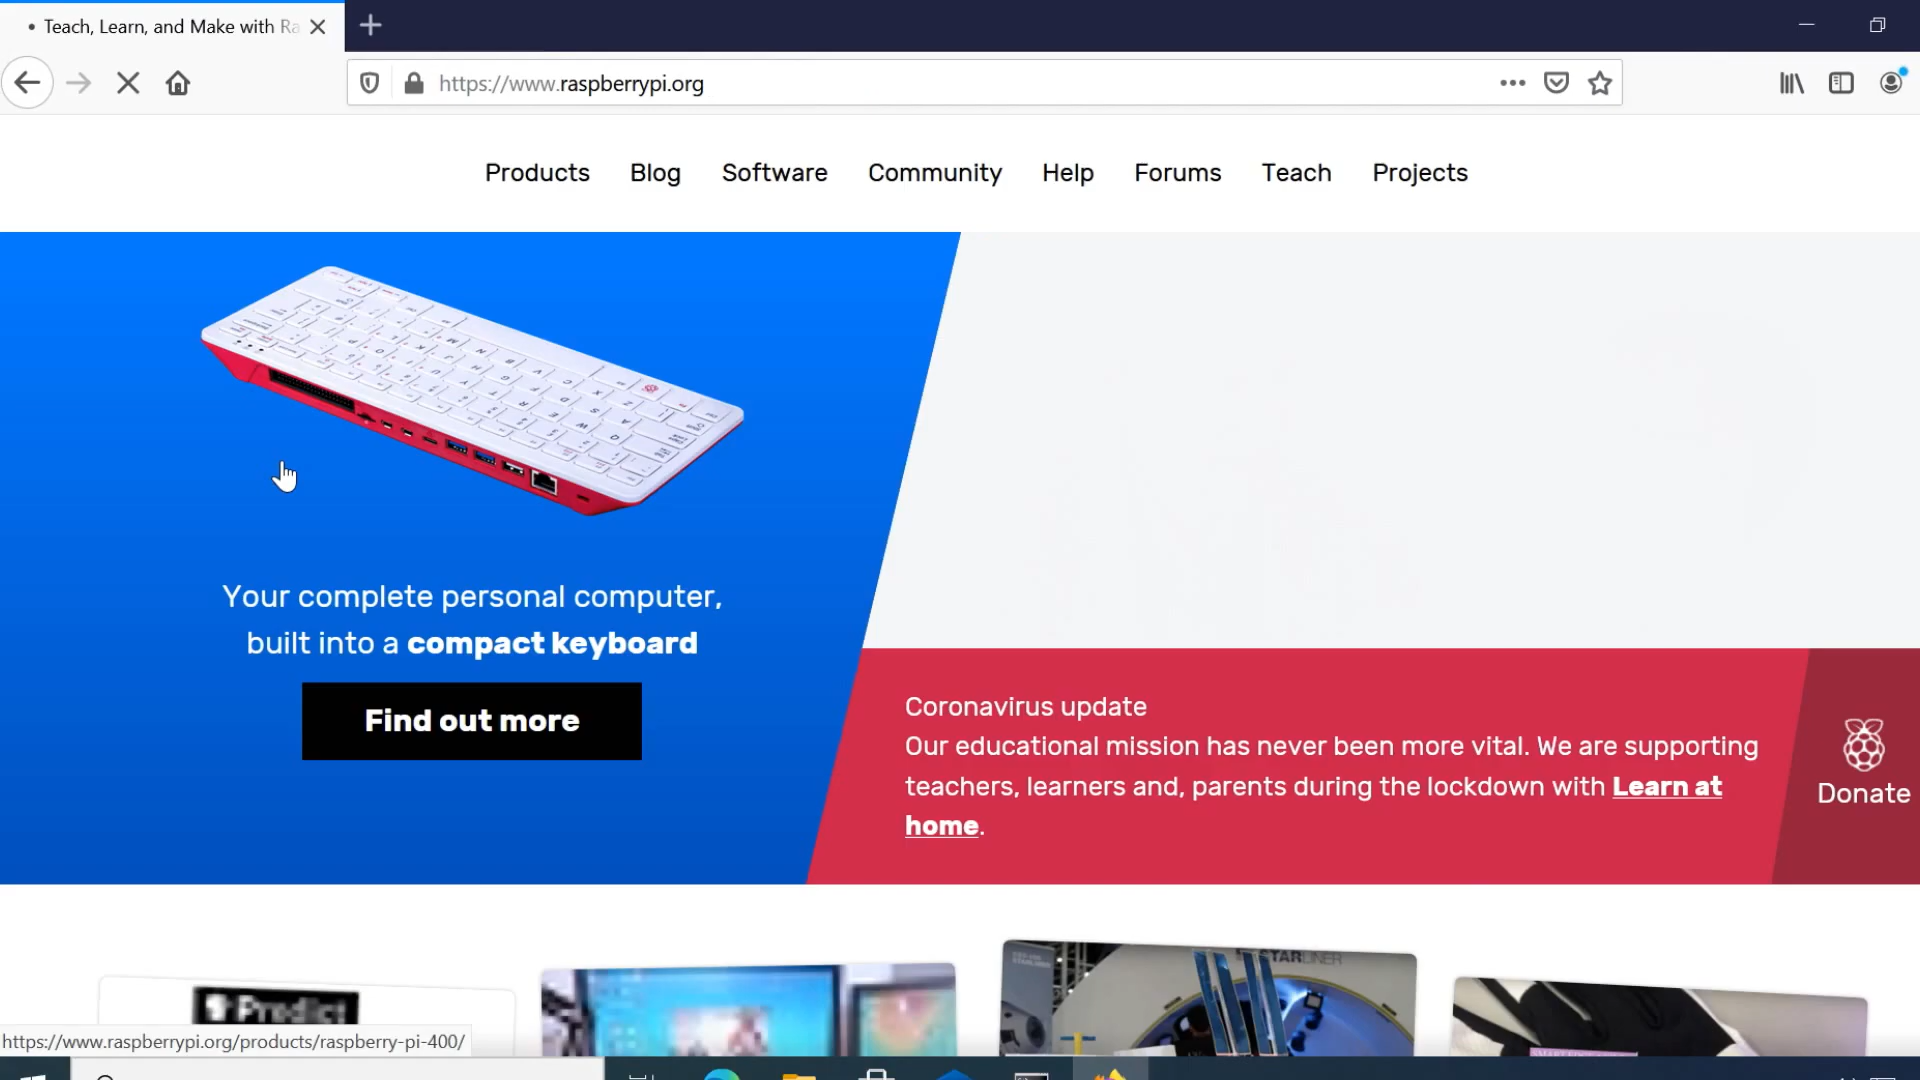 • Teach, Learn, and Make with Ra
https://www.raspberrypi.org
Products Blog Software Community Help Forums Teach Projects
Your complete personal computer,
built into a compact keyboard
Find out more
Coronavirus update
Our educational mission has never been more vital. We are supporting
teachers, learners and, parents during the lockdown with Learn at
home.
Donate
STARLINER
Predict
https://www.raspberrypi.org/products/raspberry-pi-400/